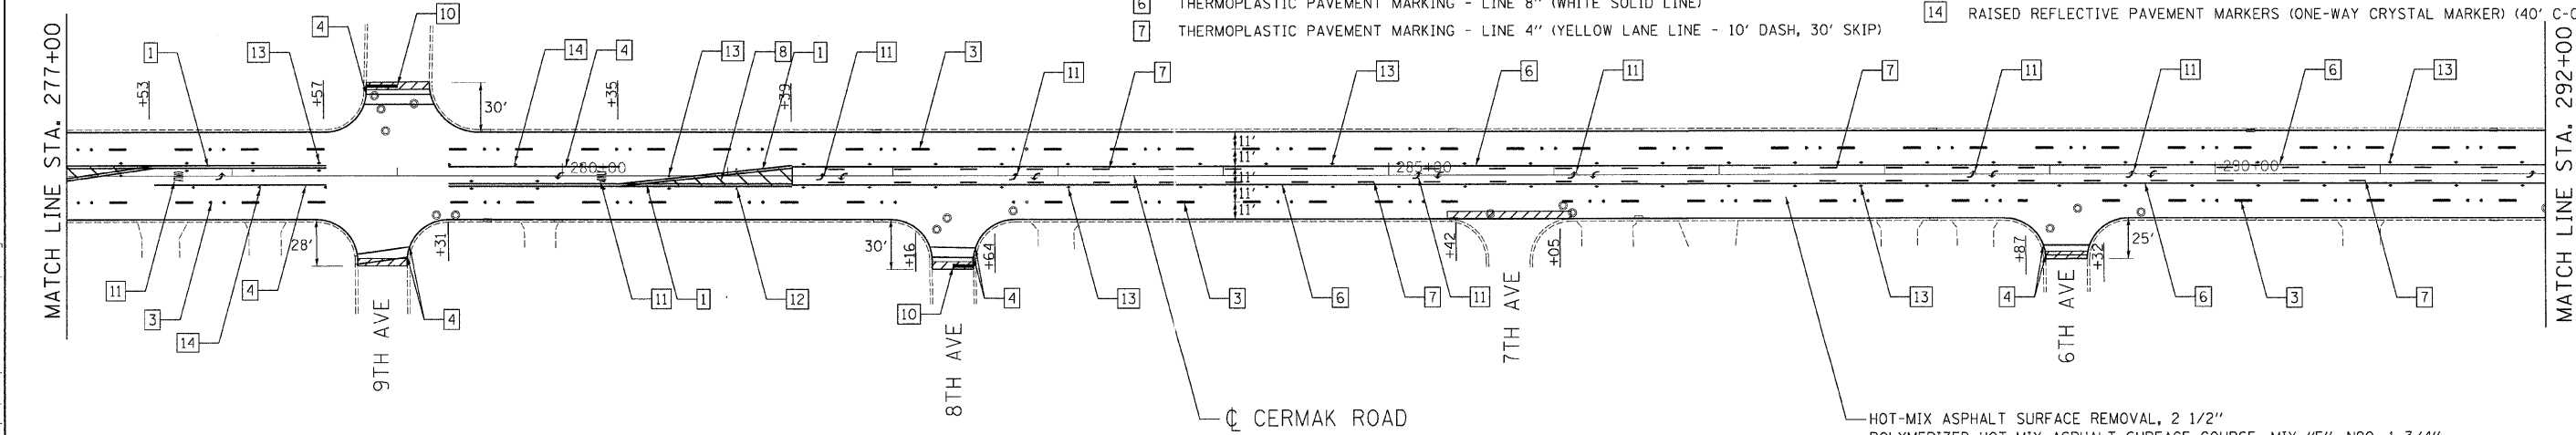 6 THERMOPLASTIC PAVEMENT MARKING - LINE 8" (WHITE SOLID LINE)
14 RAISED REFLECTIVE PAVEMENT MARKERS (ONE-WAY CRYSTAL MARKER) (40' C-C
7 THERMOPLASTIC PAVEMENT MARKING - LINE 4" (YELLOW LANE LINE - 10' DASH, 30' SKIP)
MATCH LINE STA. 277+00
MATCH LINE STA. 292+00
4 10
1 13 14 4 13 8 1 11 3 11 7 13 6 11 7 11 11 6 13
+53 +57 +35 +39
30'
11'
11'
11'
11'
11'
280+00 285+00 290+00
28' +31 30' +16 +64 +42 +05 +87 +32 25'
11 4 11 1 12 4 13 3 6 7 11 13 4 6 3 7
3 10 4
14
9TH AVE
8TH AVE
7TH AVE
6TH AVE
℄ CERMAK ROAD
HOT-MIX ASPHALT SURFACE REMOVAL, 2 1/2"